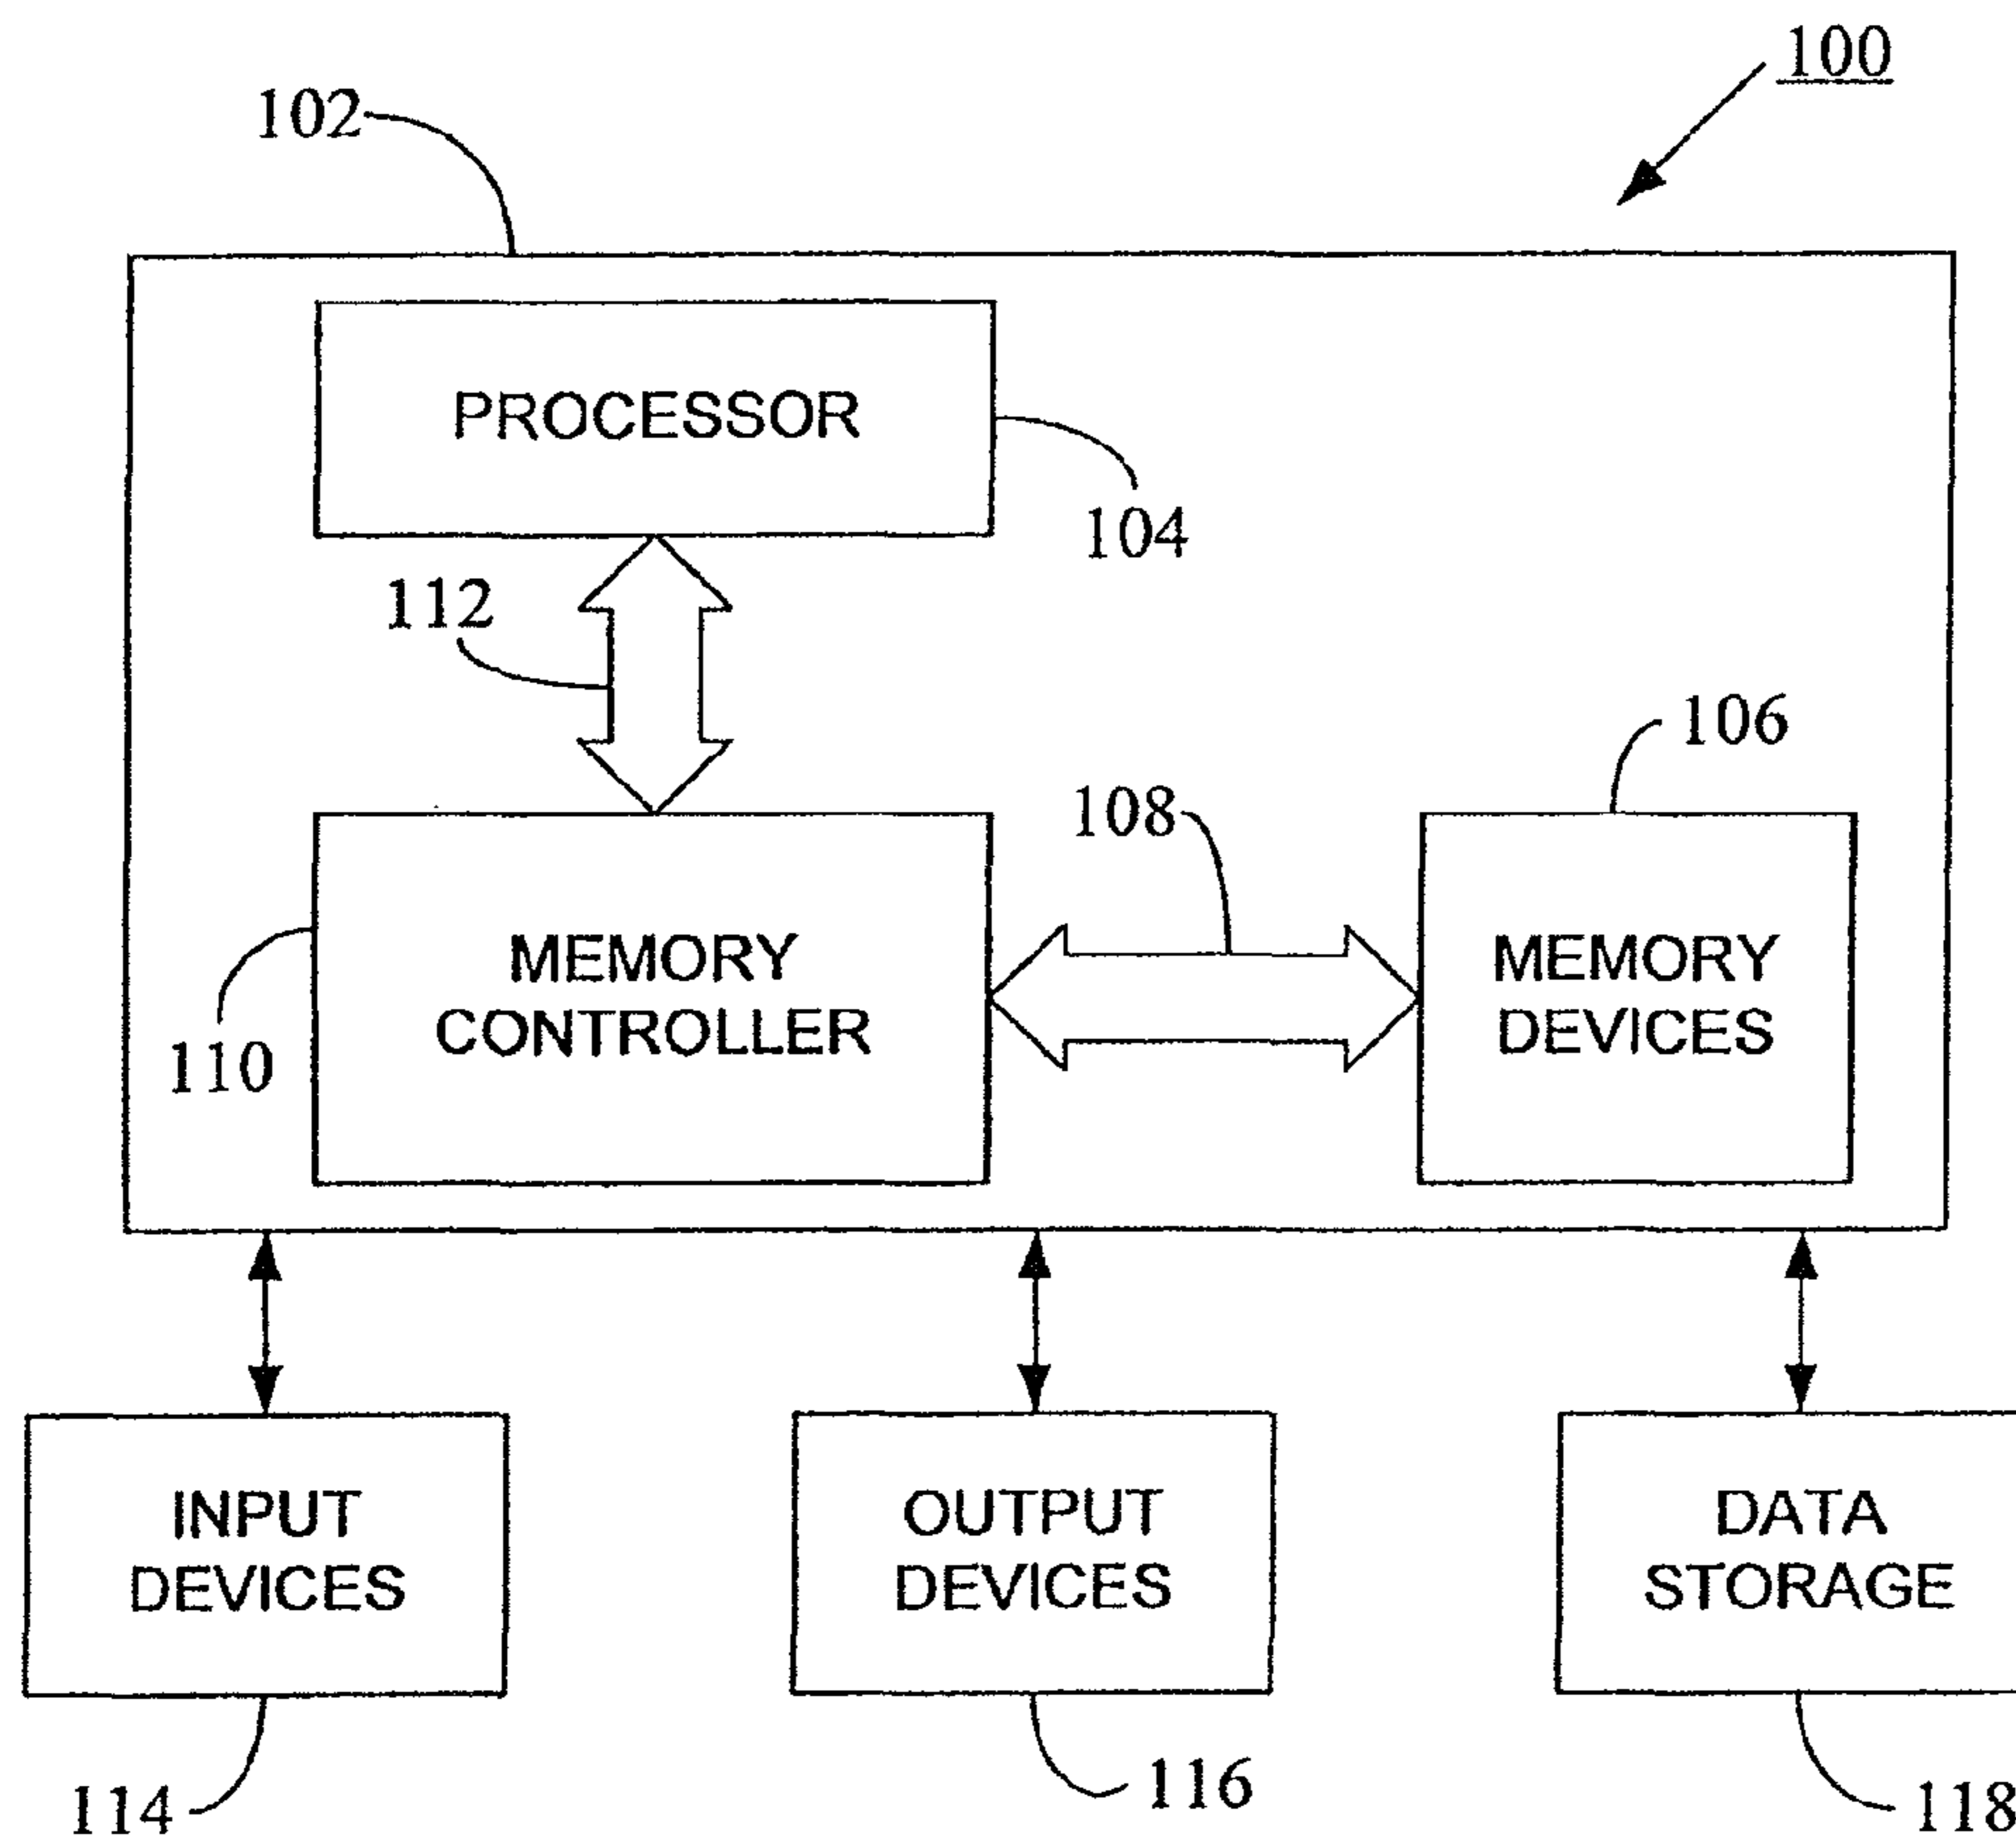 100
102
PROCESSOR
104
112
106
108
MEMORY
CONTROLLER
MEMORY
DEVICES
110
INPUT
DEVICES
OUTPUT
DEVICES
DATA
STORAGE
114
116
118